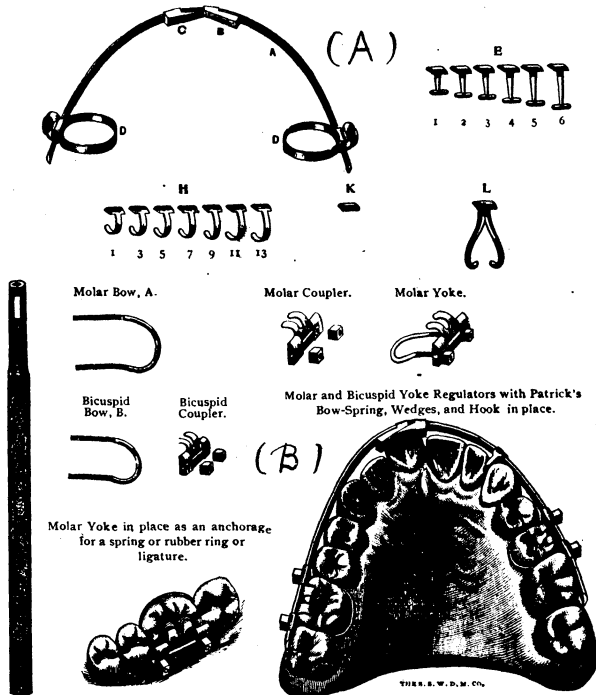 C B
A
(A)
E
D
D
1 2 3 4 5 6
H
K
L
1 3 5 7 9 11 13
Molar Bow, A.
Molar Coupler.
Molar Yoke.
Bicuspid
Bow, B.
Bicuspid
Coupler.
Molar and Bicuspid Yoke Regulators with Patrick's
Bow-Spring, Wedges, and Hook in place.
(B)
Molar Yoke in place as an anchorage
for a spring or rubber ring or
ligature.
THE S. S. W. D. M. CO.